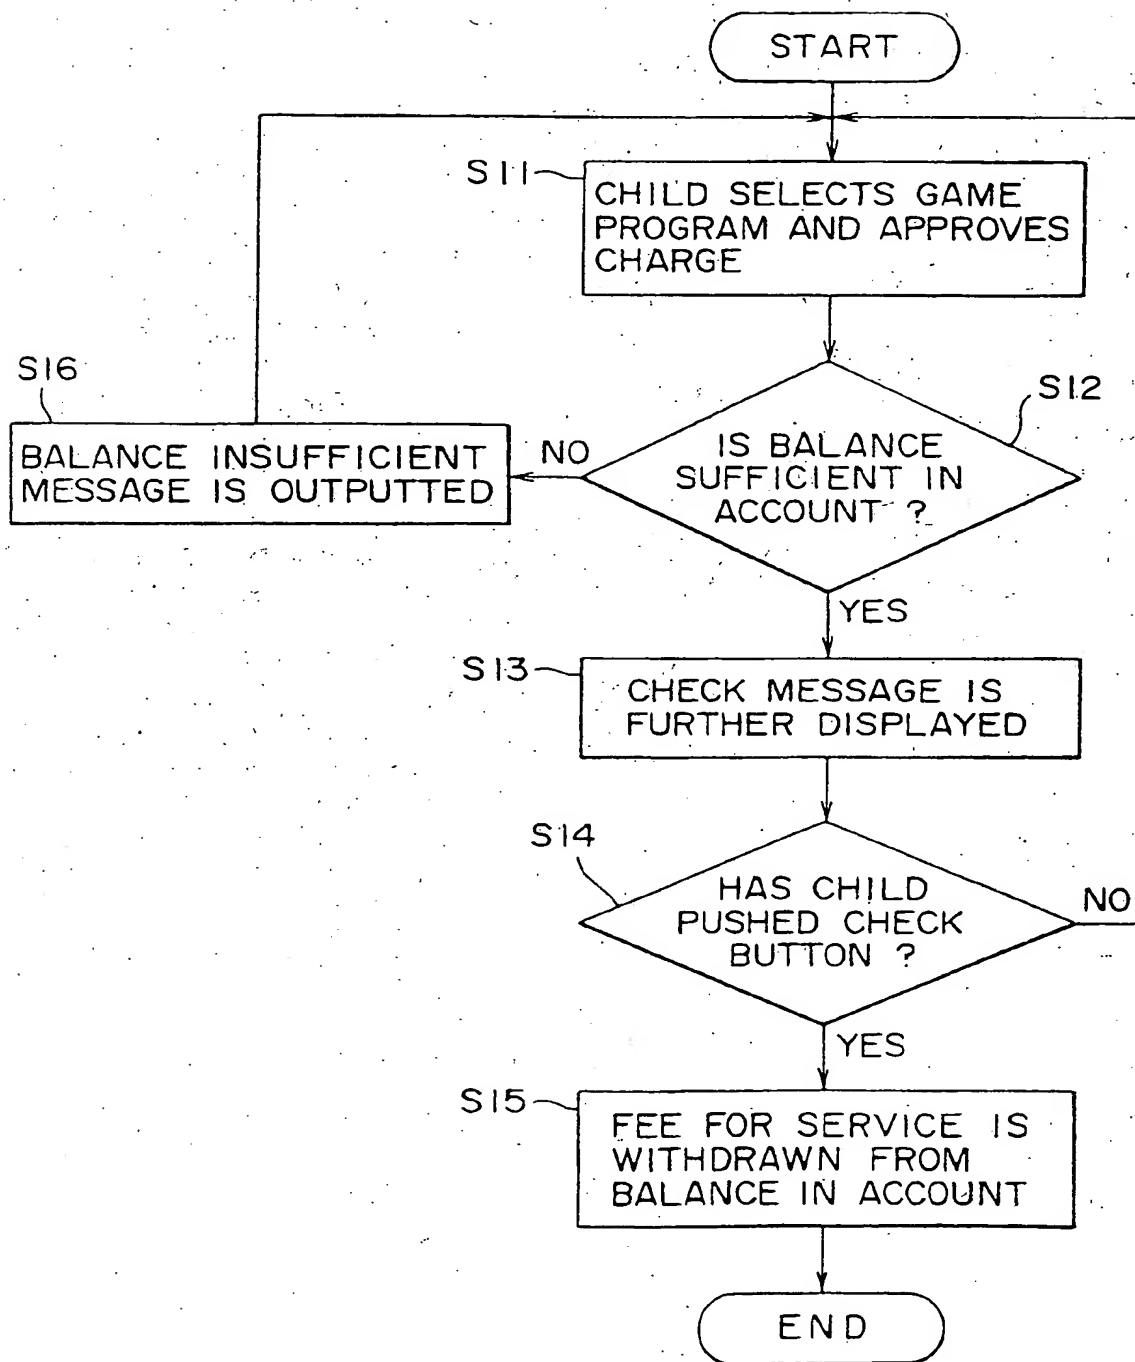 START
S11
CHILD SELECTS GAME
PROGRAM AND APPROVES
CHARGE
S12
IS BALANCE
SUFFICIENT IN
ACCOUNT ?
NO
S16
BALANCE INSUFFICIENT
MESSAGE IS OUTPUTTED
YES
S13
CHECK MESSAGE IS
FURTHER DISPLAYED
S14
HAS CHILD
PUSHED CHECK
BUTTON ?
NO
YES
S15
FEE FOR SERVICE IS
WITHDRAWN FROM
BALANCE IN ACCOUNT
END